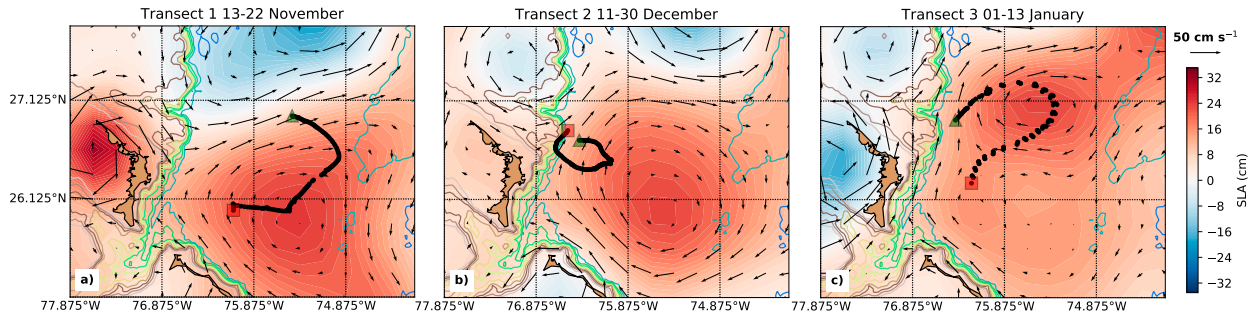 Transect 1 13-22 November
Transect 2 11-30 December
Transect 3 01-13 January
50 cm s⁻¹
27.125°N
26.125°N
a)
b)
c)
77.875°W
76.875°W
75.875°W
74.875°W
77.875°W
76.875°W
75.875°W
74.875°W
77.875°W
76.875°W
75.875°W
74.875°W
32
24
16
8
0
−8
−16
−24
−32
SLA (cm)